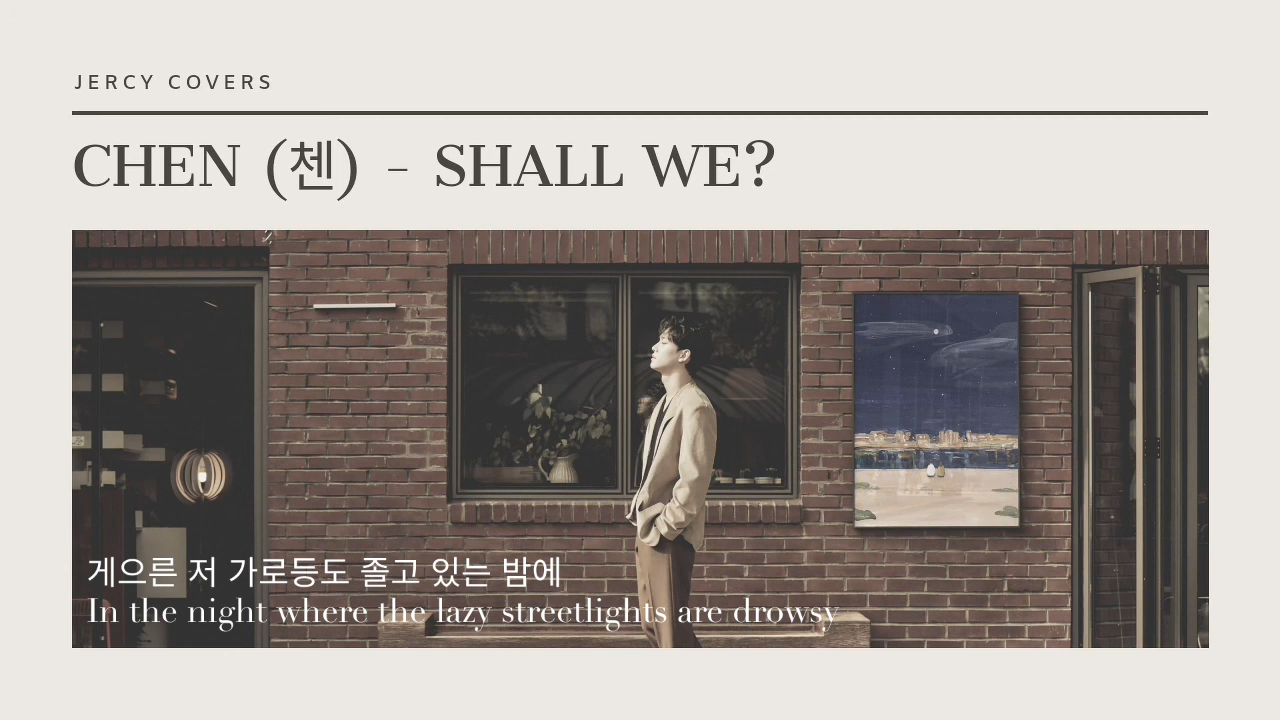 JERCY COVERS
CHEN (첸) - SHALL WE?
게으른 저 가로등도 졸고 있는 밤에
In the night where the lazy streetlights are drowsy